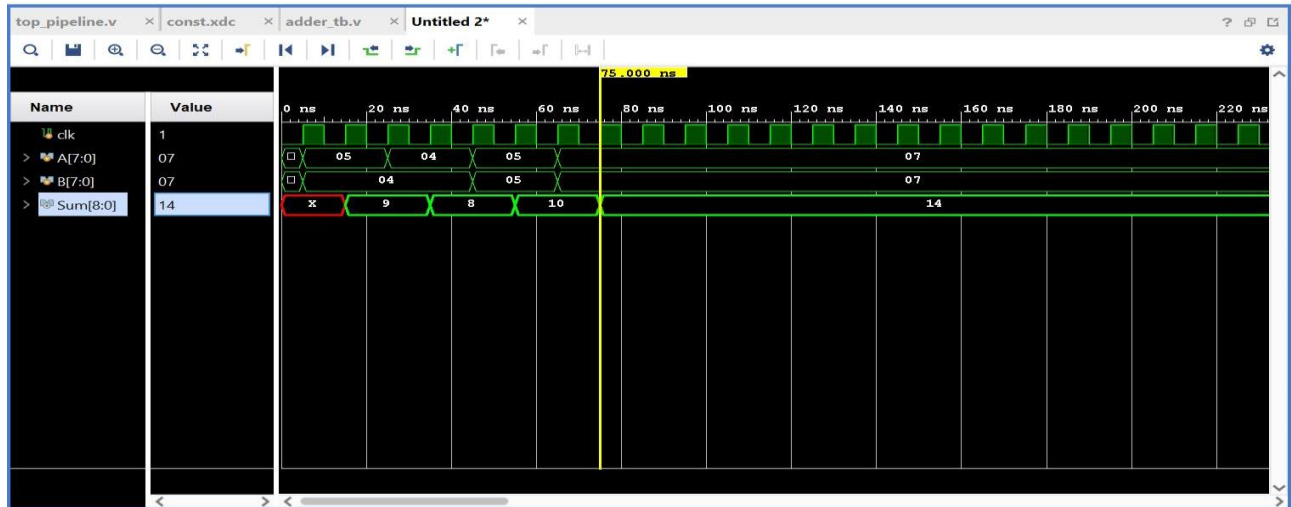 top_pipeline.v × const.xdc × adder_tb.v × Untitled 2* × ?
75.000 ns
Name Value 0 ns 20 ns 40 ns 60 ns 80 ns 100 ns 120 ns 140 ns 160 ns 180 ns 200 ns 220 ns
clk 1
> A[7:0] 07 05 04 05 07
> B[7:0] 07 04 05 07
> Sum[8:0] 14 X 9 8 10 14